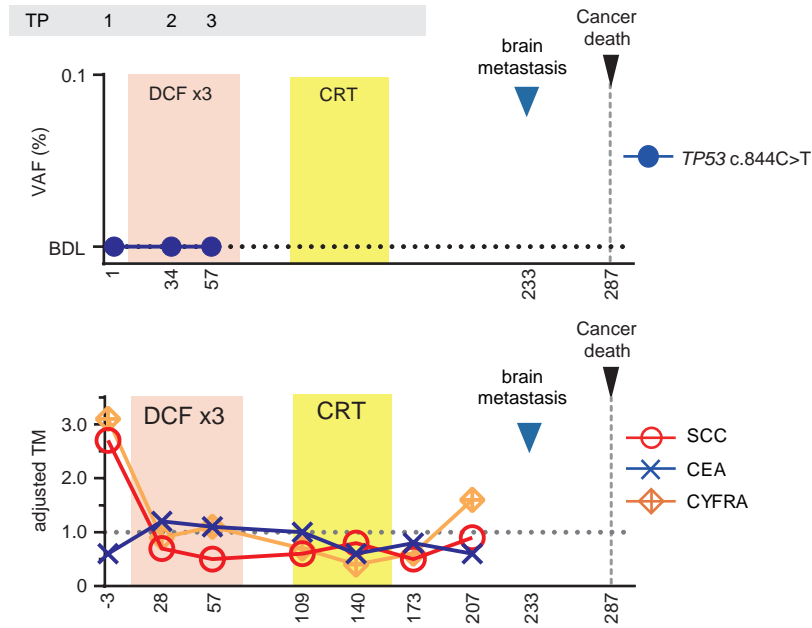 TP 1 2 3
Cancer
death
brain
metastasis
DCF x3
CRT
0.1
VAF (%)
BDL
TP53 c.844C>T
1 34 57 233 287
Cancer
death
brain
metastasis
DCF x3
CRT
adjusted TM
3.0
2.0
1.0
0
SCC
CEA
CYFRA
-3 28 57 109 140 173 207 233 287